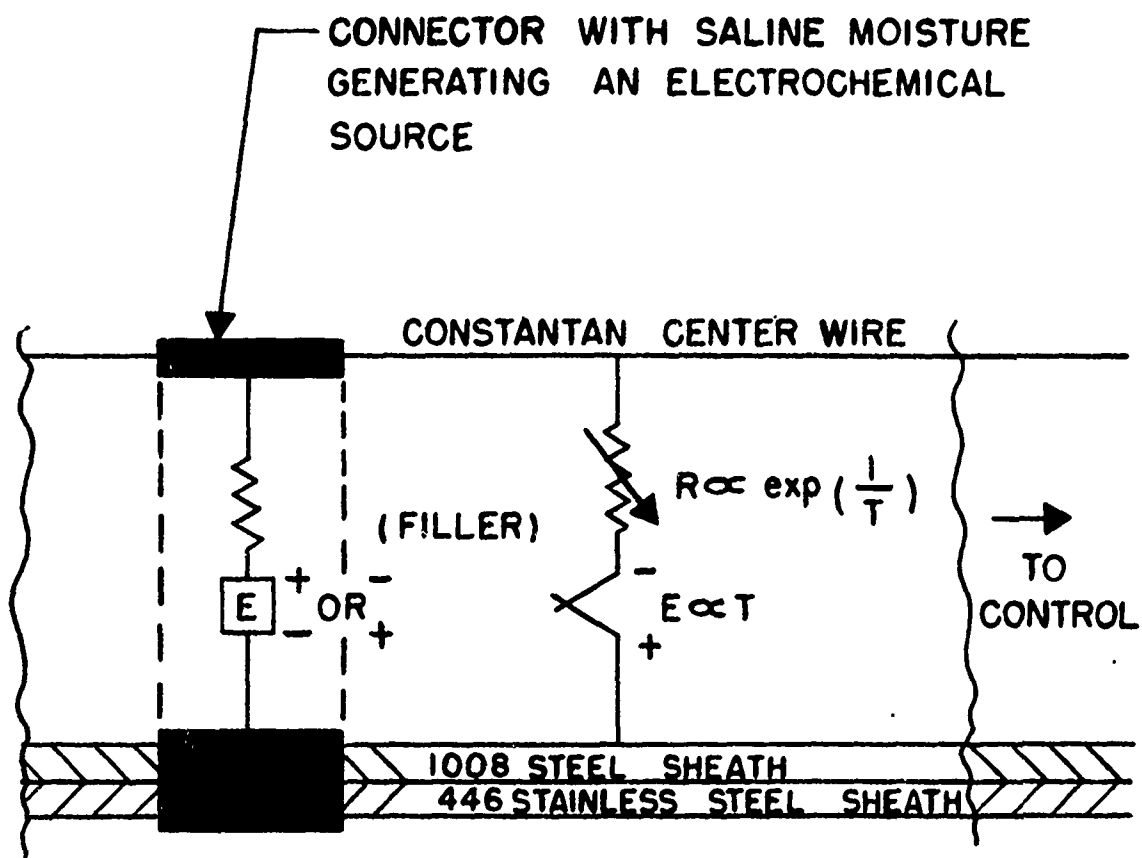 CONNECTOR WITH SALINE MOISTURE
GENERATING AN ELECTROCHEMICAL
SOURCE
CONSTANTAN CENTER WIRE
R ∝ exp (1/T)
(FILLER)
E + OR -
- +
-
E ∝ T
+
TO
CONTROL
1008 STEEL SHEATH
446 STAINLESS STEEL SHEATH